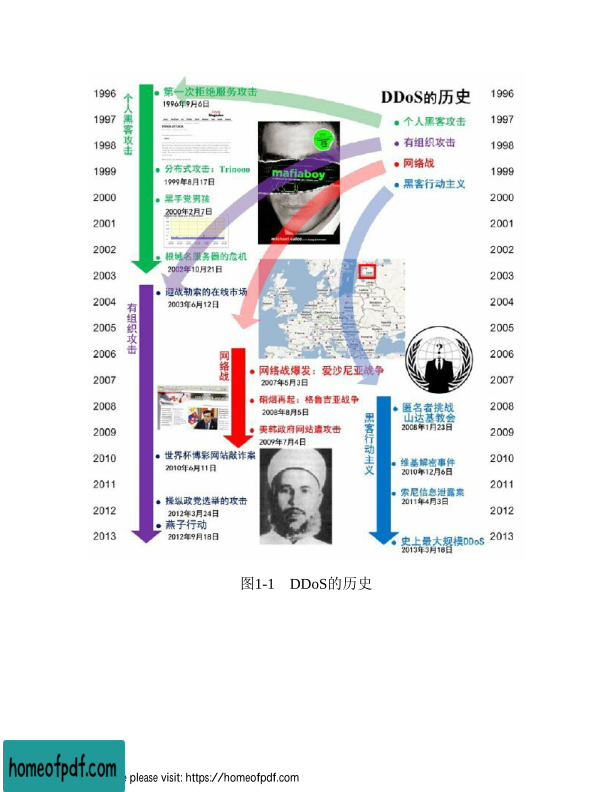 DDoS的历史
1996
1997
1998
1999
2000
2001
2002
2003
2004
2005
2006
2007
2008
2009
2010
2011
2012
2013
个人黑客攻击
第一次拒绝服务攻击
1996年9月6日
分布式攻击：Trinooo
1999年8月17日
黑手党男孩
2000年2月7日
根域名服务器的危机
2002年10月21日
mafiaboy
个人黑客攻击
有组织攻击
网络战
黑客行动主义
有组织攻击
迎战勒索的在线市场
2003年6月12日
世界杯博彩网站敲诈案
2010年6月11日
操纵政党选举的攻击
2012年3月24日
燕子行动
2012年9月18日
网络战
网络战爆发：爱沙尼亚战争
2007年5月3日
硝烟再起：格鲁吉亚战争
2008年8月5日
美韩政府网站遭攻击
2009年7月4日
?
黑客行动主义
匿名者挑战
山达基教会
2008年1月23日
维基解密事件
2010年12月6日
索尼信息泄露案
2011年4月3日
史上最大规模DDoS
2013年3月18日
1996
1997
1998
1999
2000
2001
2002
2003
2004
2005
2006
2007
2008
2009
2010
2011
2012
2013
图1-1 DDoS的历史
homeofpdf.com
please visit: https://homeofpdf.com